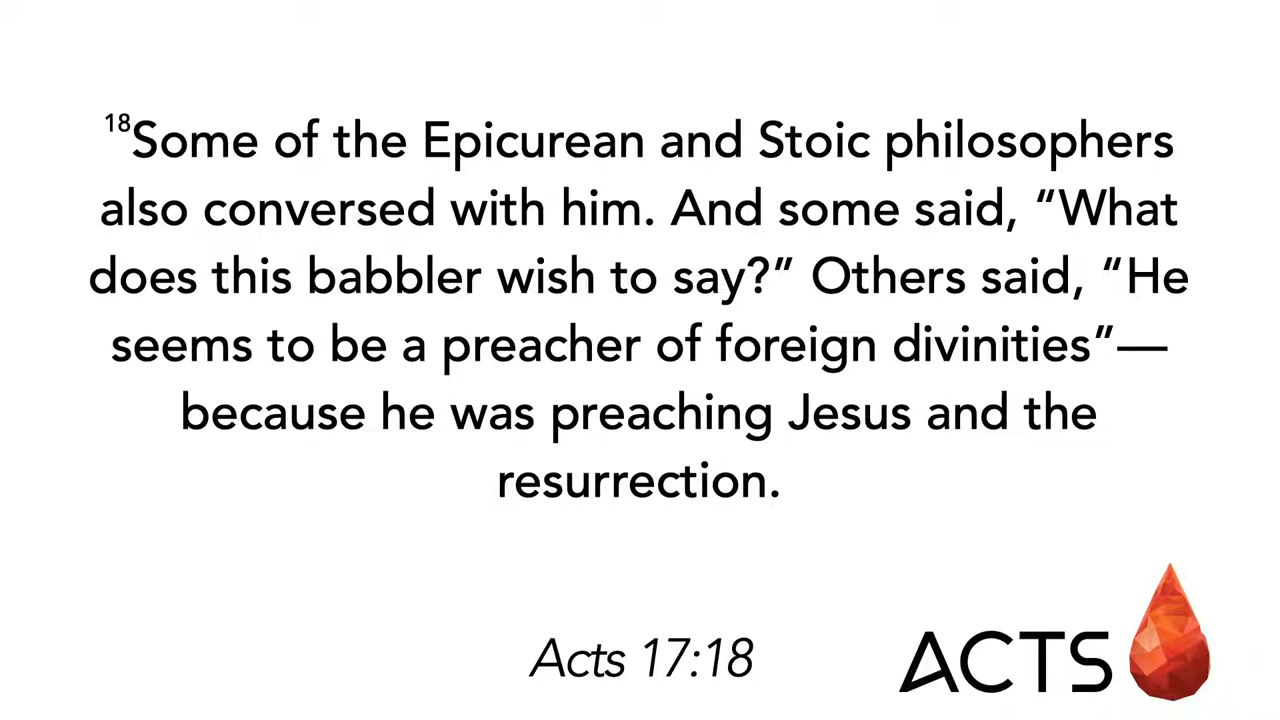 18Some of the Epicurean and Stoic philosophers
also conversed with him. And some said, “What
does this babbler wish to say?” Others said, “He
seems to be a preacher of foreign divinities”—
because he was preaching Jesus and the
resurrection.
Acts 17:18
ACTS